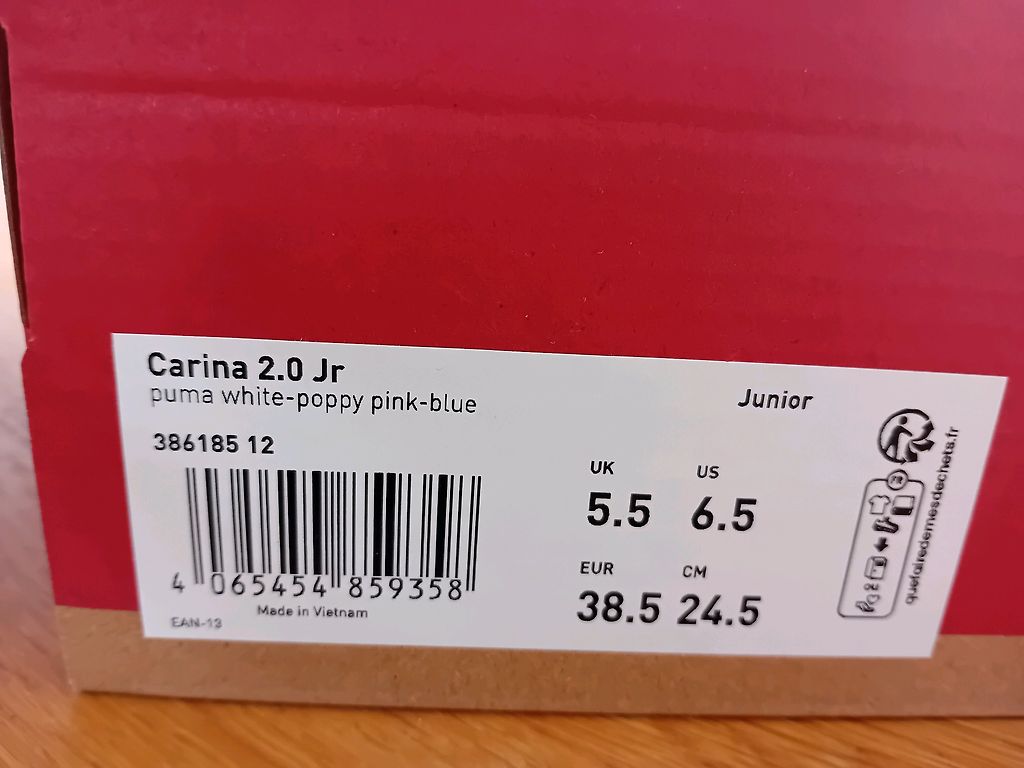 Carina 2.0 Jr
puma white-poppy pink-blue
Junior
386185 12
UK US
5.5 6.5
EUR CM
38.5 24.5
4 065454 859358
Made in Vietnam
EAN-13
quefairedemesdechets.fr